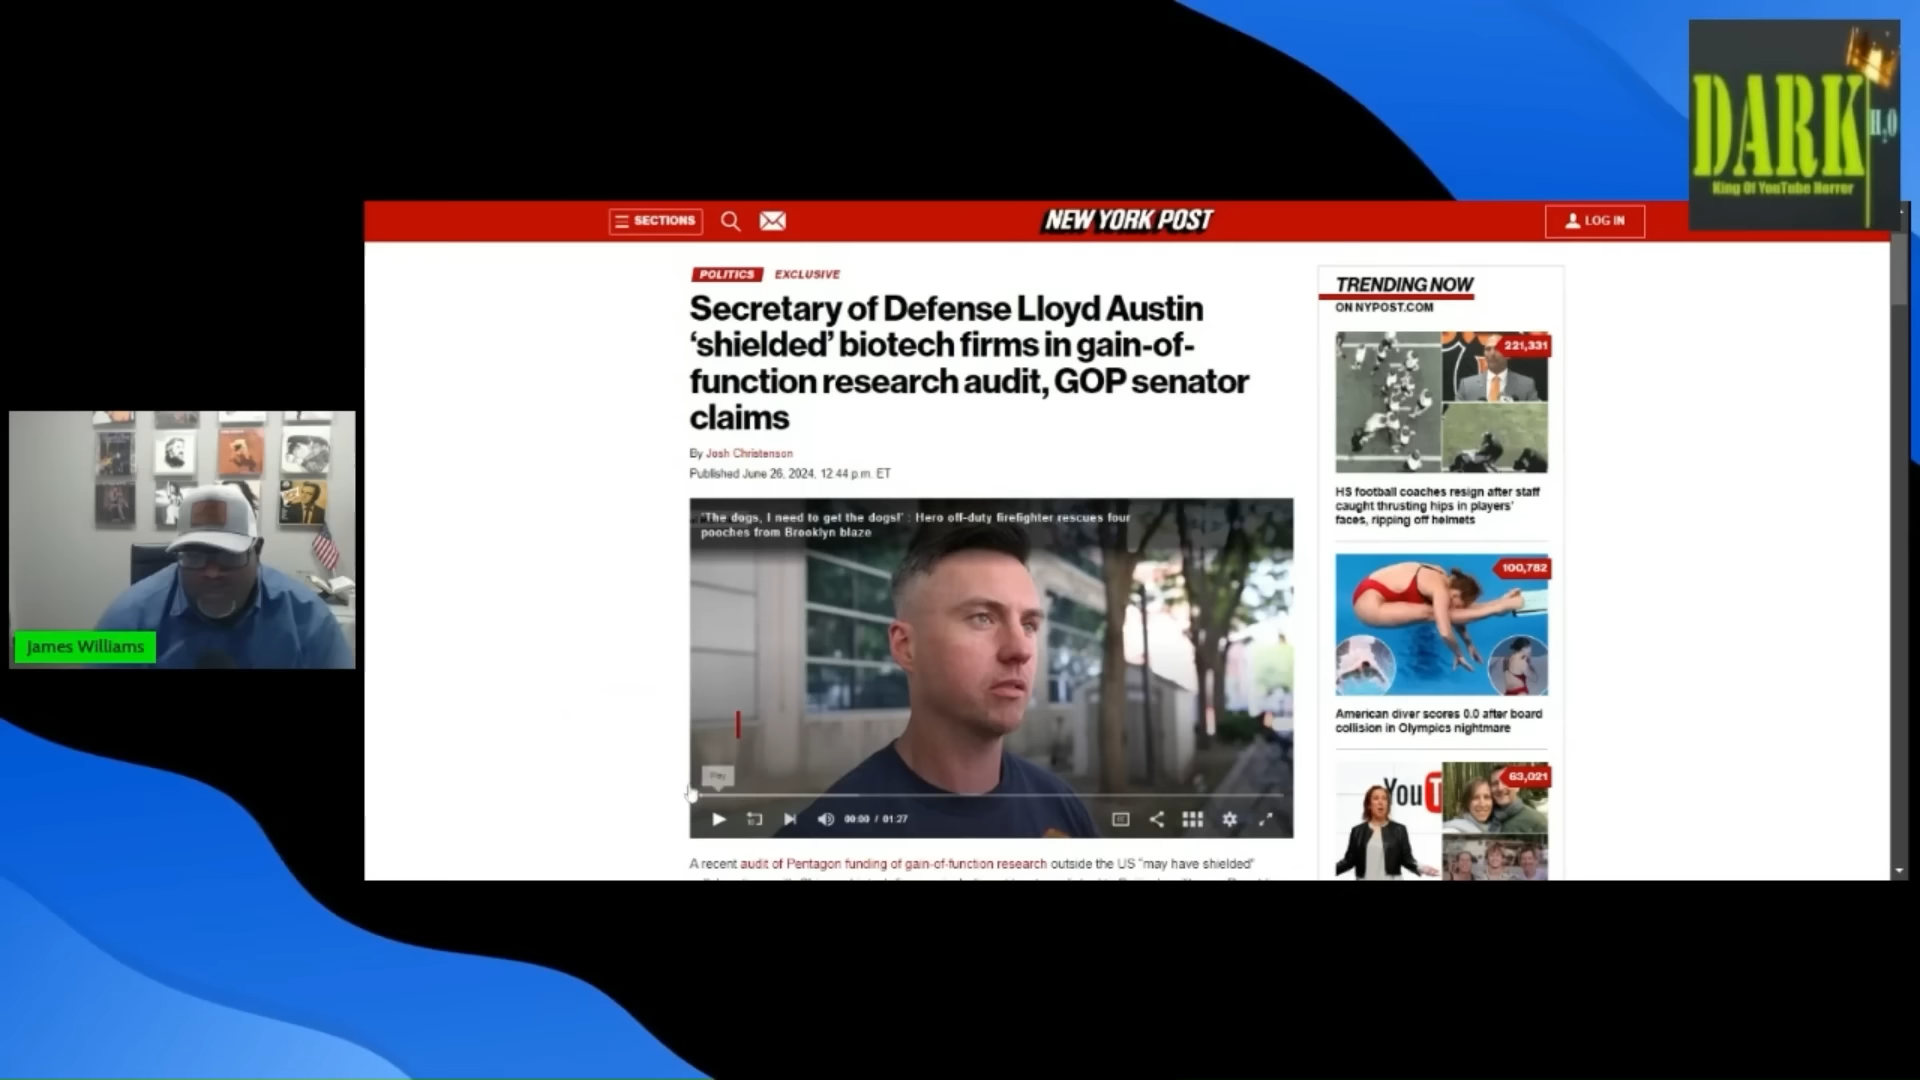 DARK
H₂0
King Of YouTube Horror
SECTIONS
NEW YORK POST
LOG IN
POLITICS EXCLUSIVE
Secretary of Defense Lloyd Austin
‘shielded’ biotech firms in gain-of-
function research audit, GOP senator
claims
By Josh Christenson
Published June 26, 2024, 12:44 p.m. ET
'The dogs, I need to get the dogs!' : Hero off-duty firefighter rescues four
pooches from Brooklyn blaze
Play
00:00 / 01:27
A recent audit of Pentagon funding of gain-of-function research outside the US "may have shielded"
TRENDING NOW
ON NYPOST.COM
221,331
HS football coaches resign after staff
caught thrusting hips in players'
faces, ripping off helmets
100,782
American diver scores 0.0 after board
collision in Olympics nightmare
63,021
YouT
James Williams